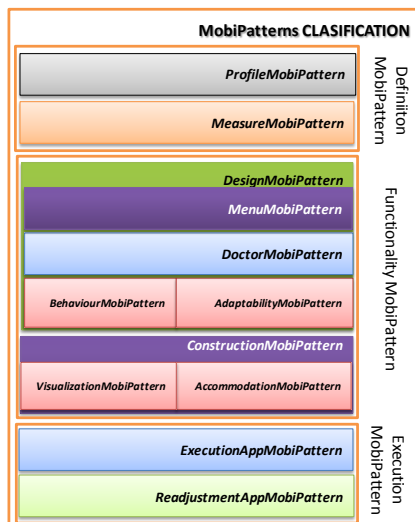 MobiPatterns CLASIFICATION
ProfileMobiPattern
MeasureMobiPattern
Definiiton
MobiPattern
DesignMobiPattern
MenuMobiPattern
DoctorMobiPattern
BehaviourMobiPattern
AdaptabilityMobiPattern
ConstructionMobiPattern
VisualizationMobiPattern
AccommodationMobiPattern
Functionality MobiPattern
ExecutionAppMobiPattern
ReadjustmentAppMobiPattern
Execution
MobiPattern